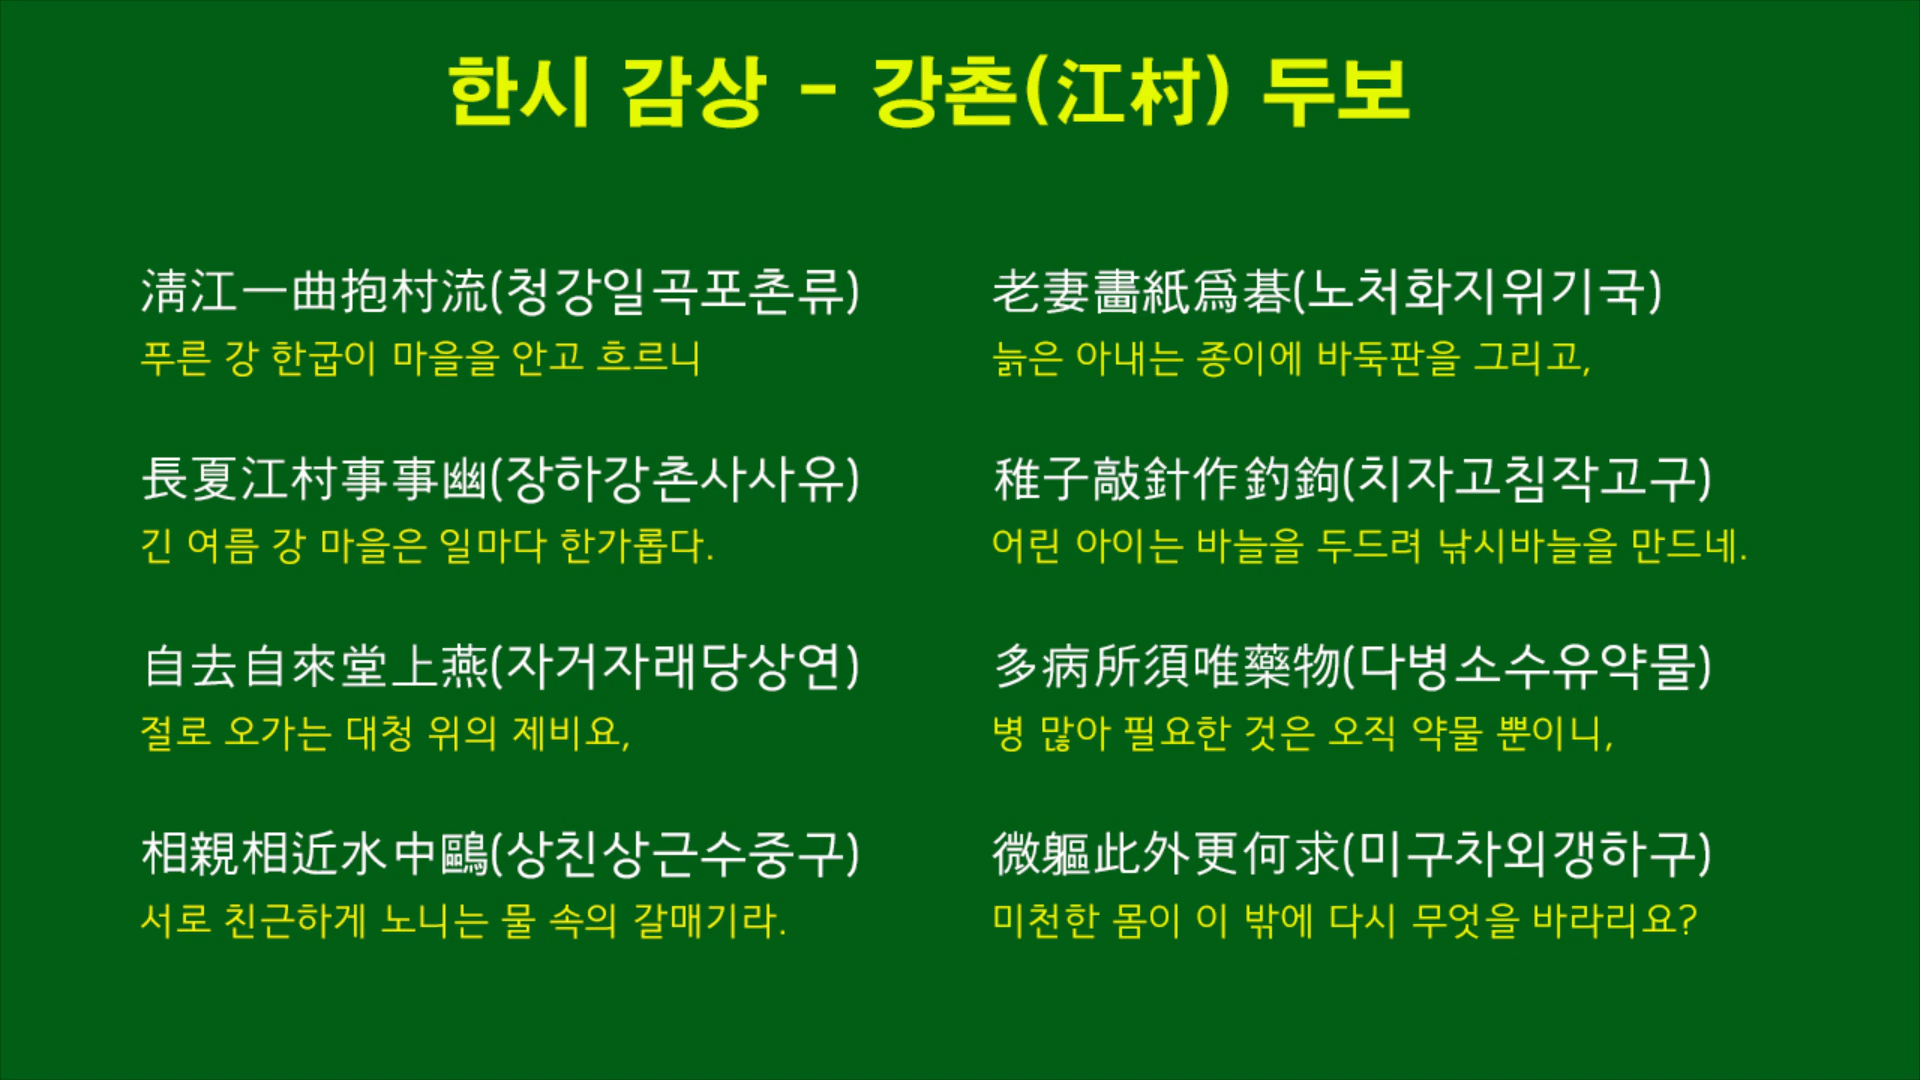 한시 감상 - 강촌(江村) 두보
淸江一曲抱村流(청강일곡포촌류)
푸른 강 한굽이 마을을 안고 흐르니
長夏江村事事幽(장하강촌사사유)
긴 여름 강 마을은 일마다 한가롭다.
自去自來堂上燕(자거자래당상연)
절로 오가는 대청 위의 제비요,
相親相近水中鷗(상친상근수중구)
서로 친근하게 노니는 물 속의 갈매기라.
老妻畵紙爲碁(노처화지위기국)
늙은 아내는 종이에 바둑판을 그리고,
稚子敲針作釣鉤(치자고침작고구)
어린 아이는 바늘을 두드려 낚시바늘을 만드네.
多病所須唯藥物(다병소수유약물)
병 많아 필요한 것은 오직 약물 뿐이니,
微軀此外更何求(미구차외갱하구)
미천한 몸이 이 밖에 다시 무엇을 바라리요?